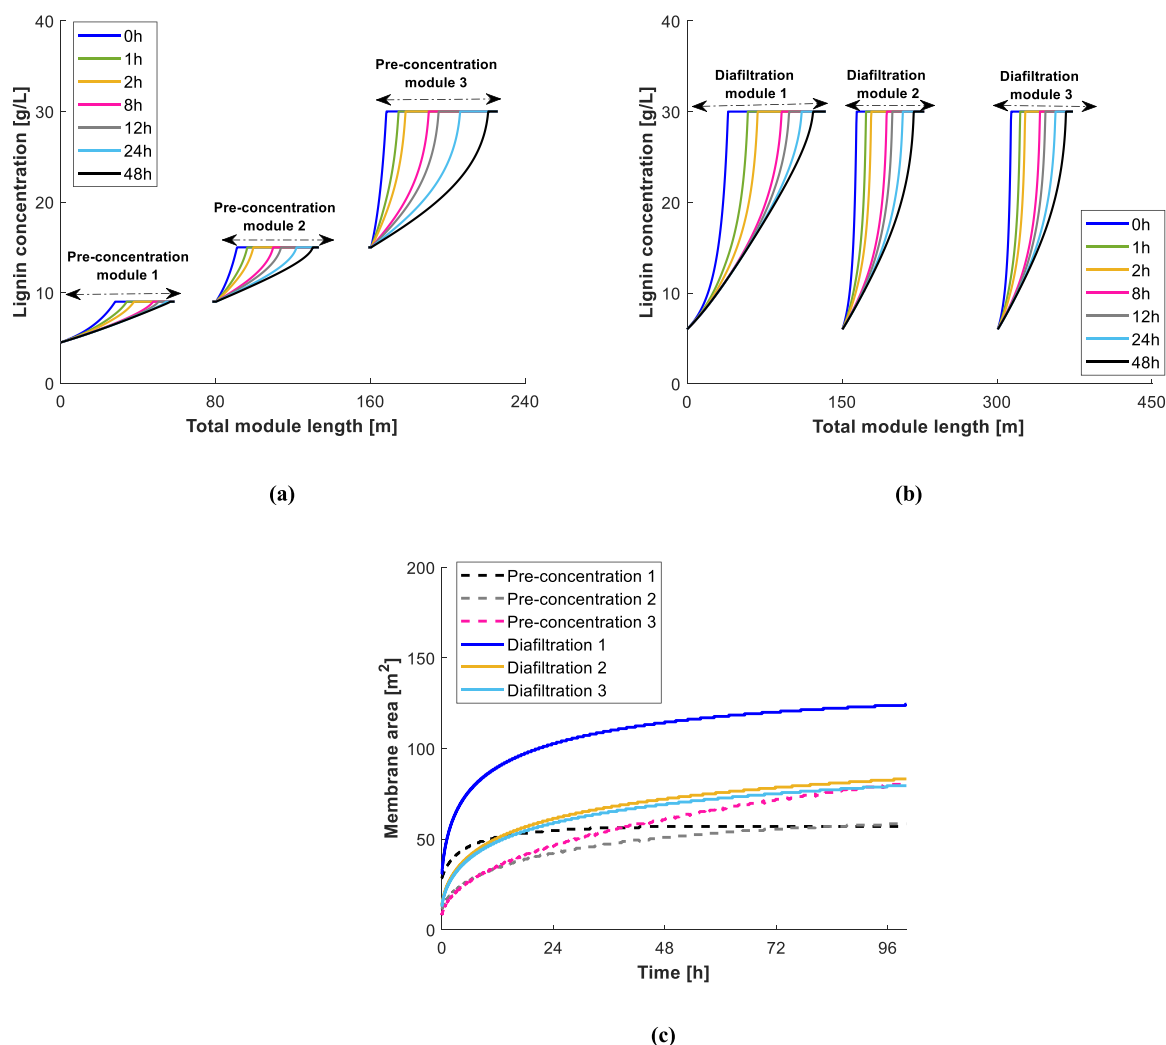 40
30
20
10
0
Lignin concentration [g/L]
0h
1h
2h
8h
12h
24h
48h
Pre-concentration
module 1
Pre-concentration
module 2
Pre-concentration
module 3
0
80
160
240
Total module length [m]
(a)
40
30
20
10
0
Lignin concentration [g/L]
Diafiltration
module 1
Diafiltration
module 2
Diafiltration
module 3
0h
1h
2h
8h
12h
24h
48h
0
150
300
450
Total module length [m]
(b)
200
150
100
50
0
Membrane area [m²]
Pre-concentration 1
Pre-concentration 2
Pre-concentration 3
Diafiltration 1
Diafiltration 2
Diafiltration 3
0
24
48
72
96
Time [h]
(c)